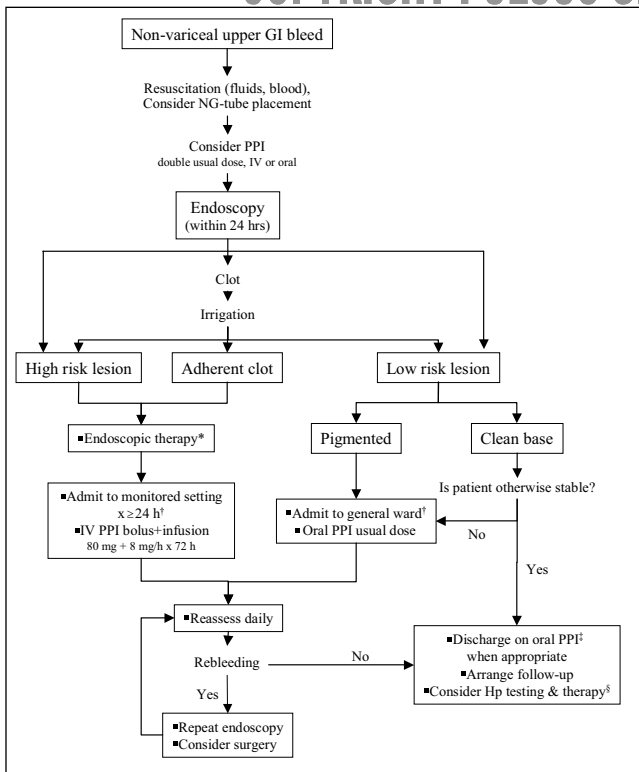 Non-variceal upper GI bleed
Resuscitation (fluids, blood),
Consider NG-tube placement
Consider PPI
double usual dose, IV or oral
Endoscopy
(within 24 hrs)
Clot
Irrigation
High risk lesion
Adherent clot
Low risk lesion
▪Endoscopic therapy*
Pigmented
Clean base
Is patient otherwise stable?
▪Admit to monitored setting
x ≥24 h†
▪IV PPI bolus+infusion
80 mg + 8 mg/h x 72 h
▪Admit to general ward†
▪Oral PPI usual dose
No
Yes
▪Reassess daily
Rebleeding
No
Yes
▪Discharge on oral PPI‡
when appropriate
▪Arrange follow-up
▪Consider Hp testing & therapy§
▪Repeat endoscopy
▪Consider surgery